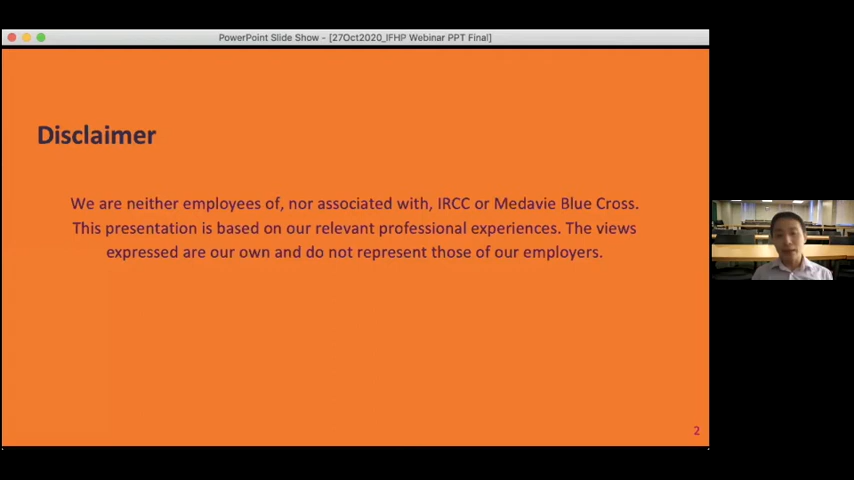 PowerPoint Slide Show - [27Oct2020_IFHP Webinar PPT Final]
Disclaimer
We are neither employees of, nor associated with, IRCC or Medavie Blue Cross.
This presentation is based on our relevant professional experiences. The views
expressed are our own and do not represent those of our employers.
2